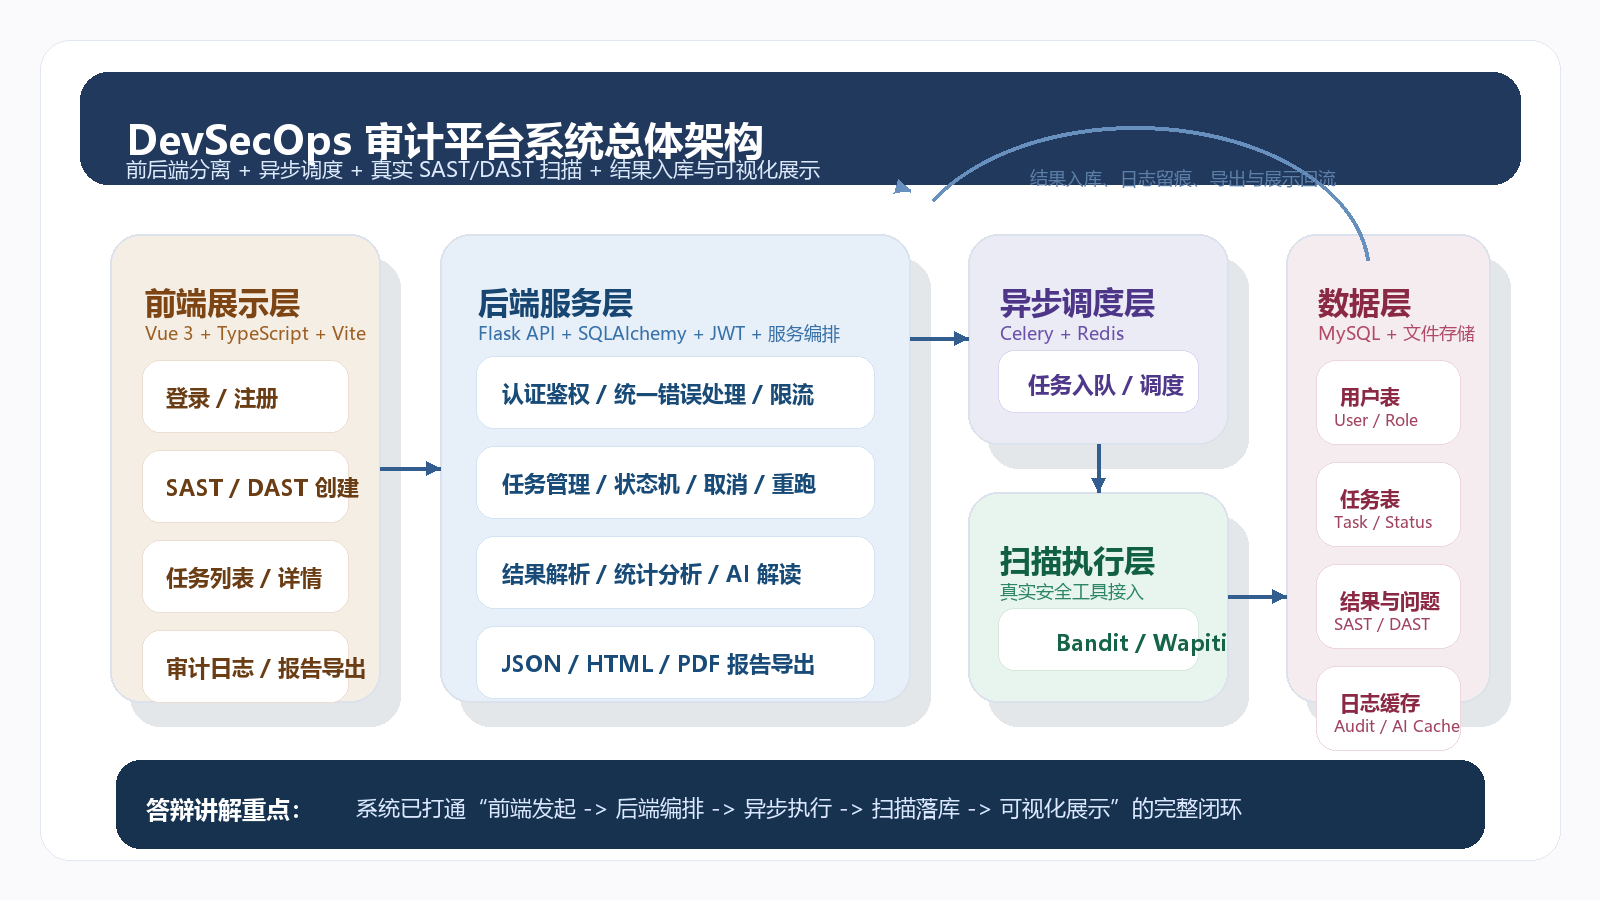 DevSecOps 审计平台系统总体架构
前后端分离 + 异步调度 + 真实 SAST/DAST 扫描 + 结果入库与可视化展示
结果入库、日志留痕、导出与展示回流
前端展示层
Vue 3 + TypeScript + Vite
登录 / 注册
SAST / DAST 创建
任务列表 / 详情
审计日志 / 报告导出
后端服务层
Flask API + SQLAlchemy + JWT + 服务编排
认证鉴权 / 统一错误处理 / 限流
任务管理 / 状态机 / 取消 / 重跑
结果解析 / 统计分析 / AI 解读
JSON / HTML / PDF 报告导出
异步调度层
Celery + Redis
任务入队 / 调度
扫描执行层
真实安全工具接入
Bandit / Wapiti
数据层
MySQL + 文件存储
用户表
User / Role
任务表
Task / Status
结果与问题
SAST / DAST
日志缓存
Audit / AI Cache
答辩讲解重点： 系统已打通“前端发起 -> 后端编排 -> 异步执行 -> 扫描落库 -> 可视化展示”的完整闭环